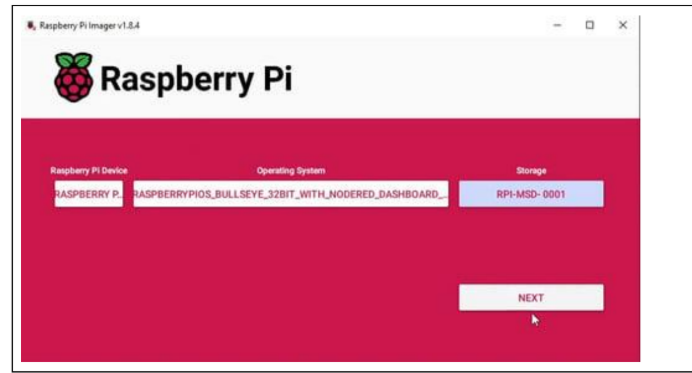 Raspberry Pi Imager v1.8.4
Raspberry Pi
Raspberry Pi Device Operating System Storage
RASPBERRY P... RASPBERRYPIOS_BULLSEYE_32BIT_WITH_NODERED_DASHBOARD_... RPI-MSD- 0001
NEXT